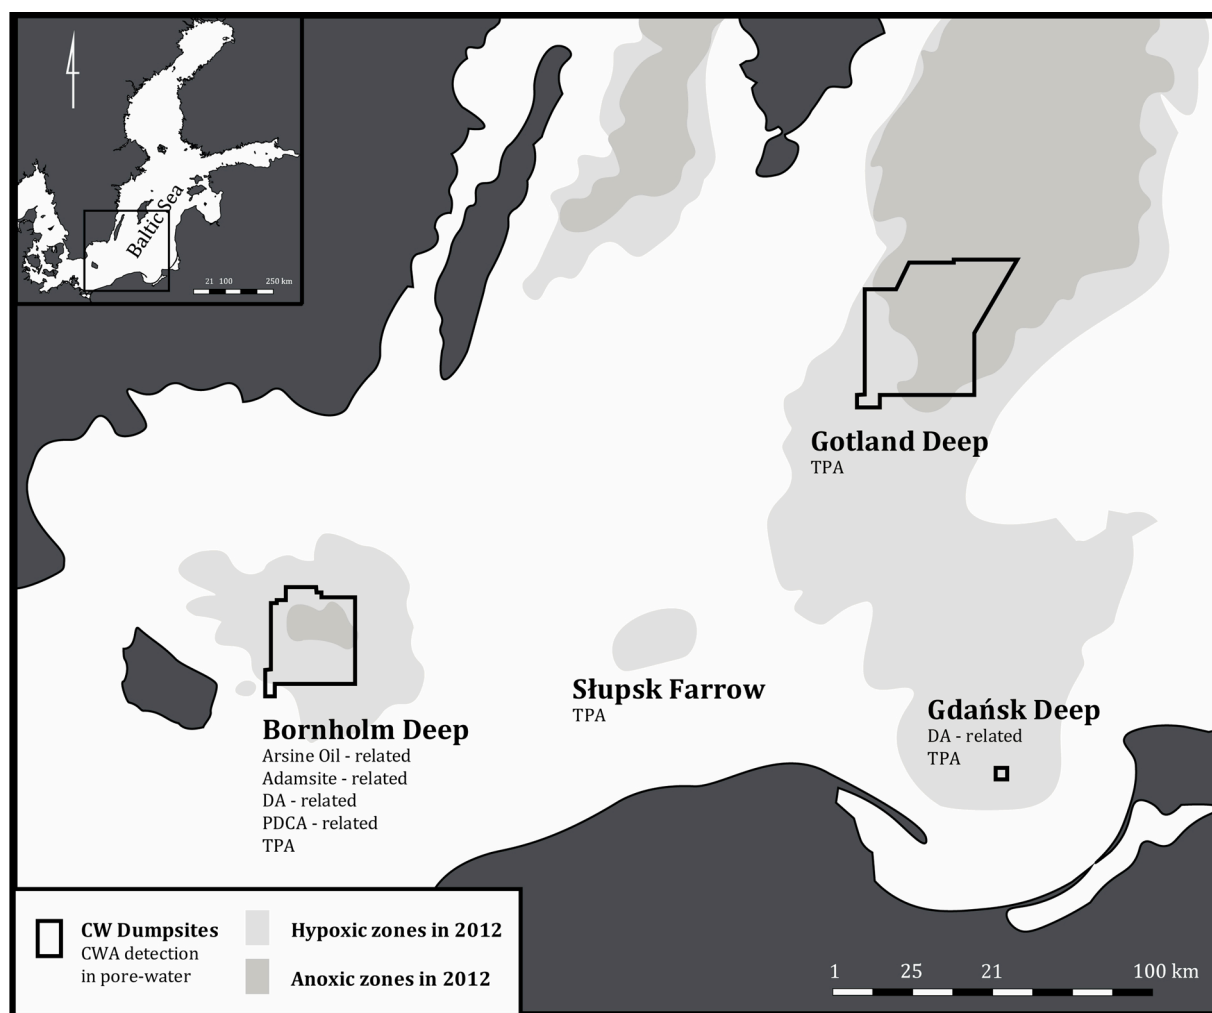 Baltic Sea
21 100 250 km
Gotland Deep
TPA
Słupsk Farrow
TPA
Gdańsk Deep
DA - related
TPA
Bornholm Deep
Arsine Oil - related
Adamsite - related
DA - related
PDCA - related
TPA
CW Dumpsites
CWA detection
in pore-water
Hypoxic zones in 2012
Anoxic zones in 2012
1 25 21 100 km